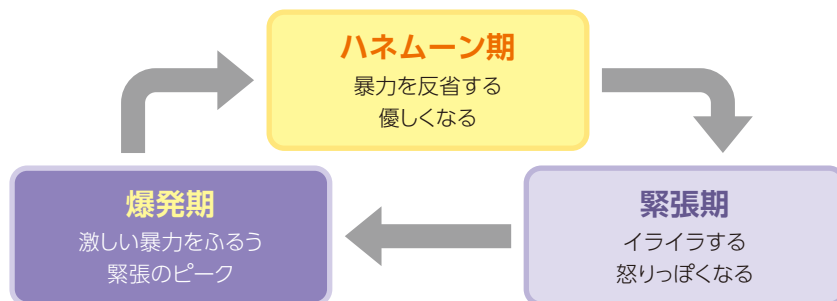 ハネムーン期
暴力を反省する
優しくなる
爆発期
激しい暴力をふるう
緊張のピーク
緊張期
イライラする
怒りっぽくなる